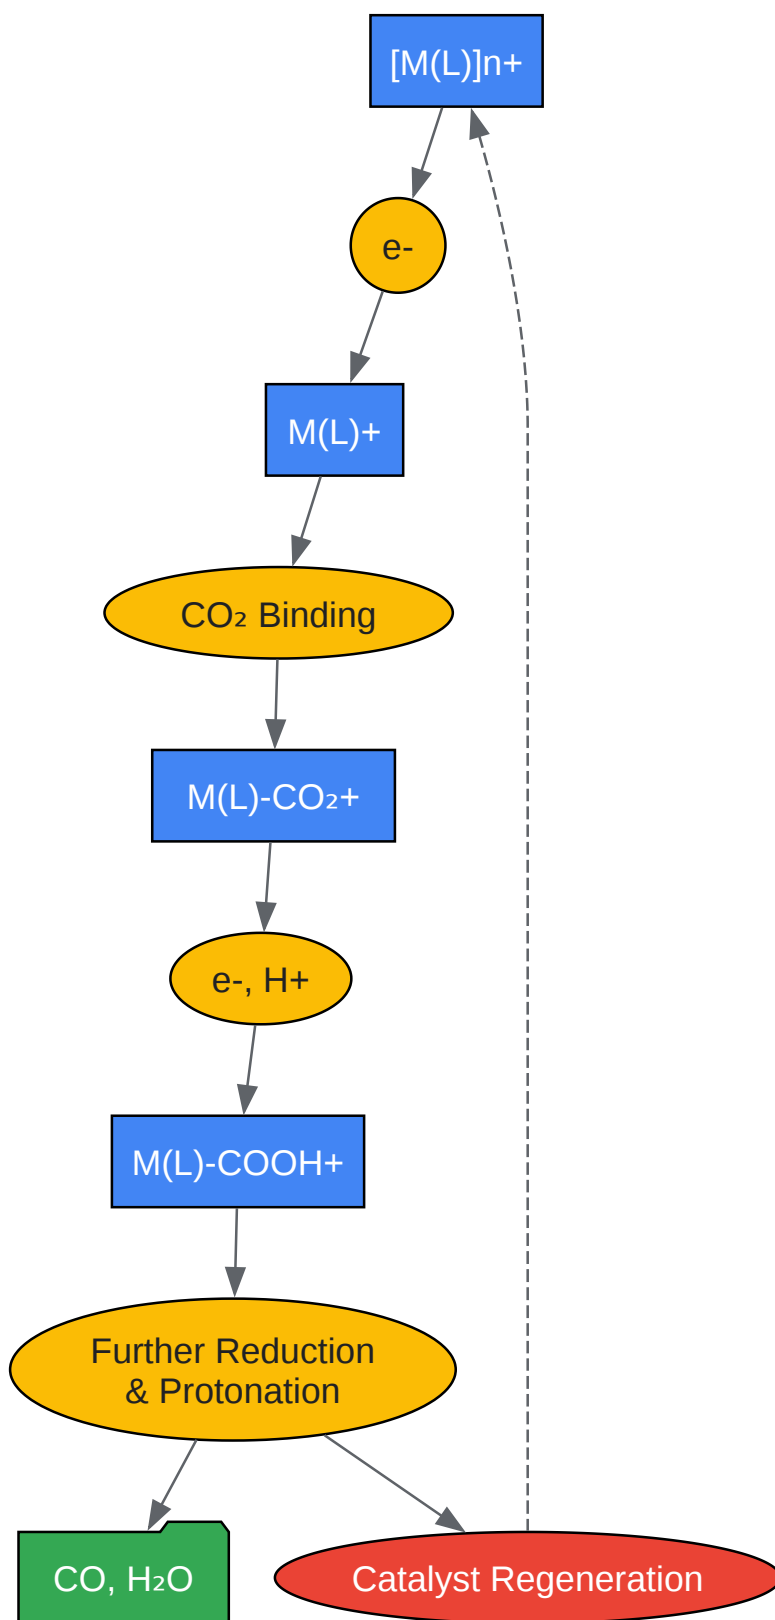 [M(L)]n+
e-
M(L)+
CO₂ Binding
M(L)-CO₂+
e-, H+
M(L)-COOH+
Further Reduction
& Protonation
CO, H₂O
Catalyst Regeneration